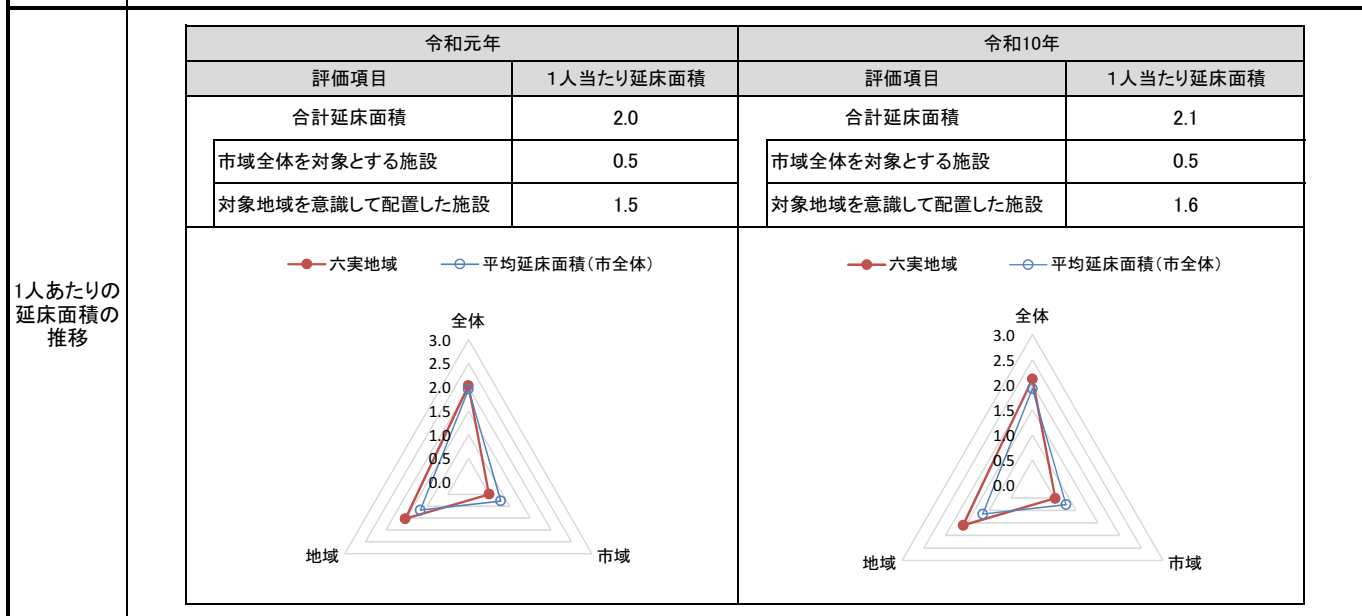 令和元年 令和10年
評価項目 1人当たり延床面積 評価項目 1人当たり延床面積
合計延床面積 2.0 合計延床面積 2.1
市域全体を対象とする施設 0.5 市域全体を対象とする施設 0.5
対象地域を意識して配置した施設 1.5 対象地域を意識して配置した施設 1.6
1人あたりの
延床面積の
推移
六実地域 平均延床面積(市全体)
全体
3.0
2.5
2.0
1.5
1.0
0.5
0.0
地域 市域
六実地域 平均延床面積(市全体)
全体
3.0
2.5
2.0
1.5
1.0
0.5
0.0
地域 市域